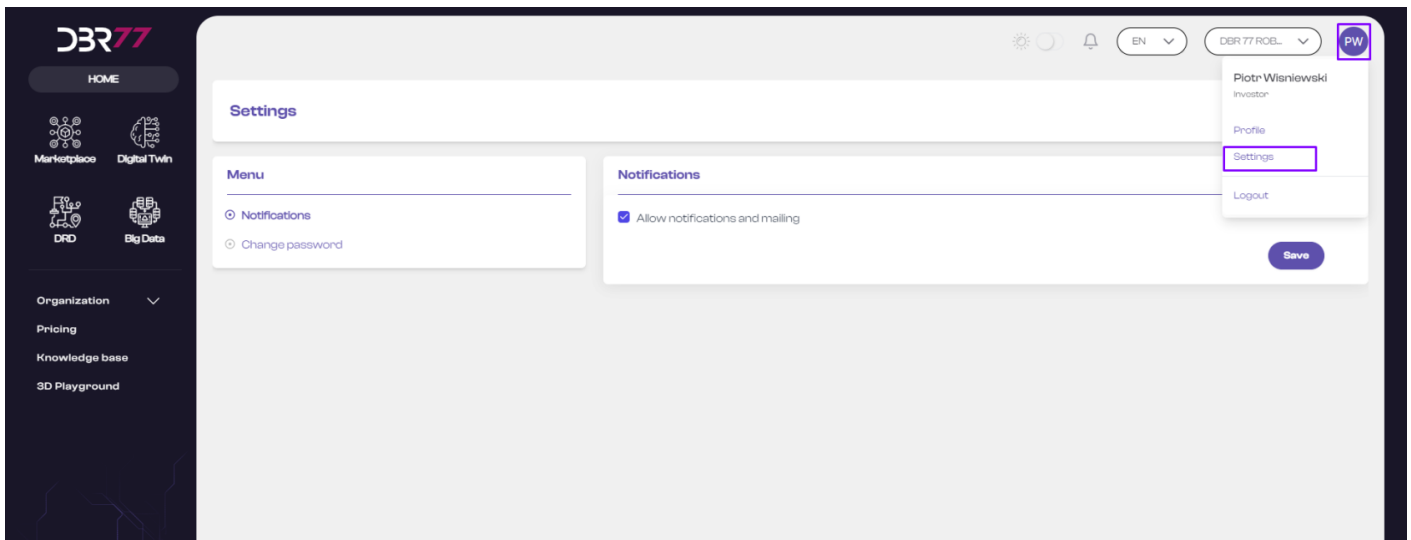 DBR77
HOME
Marketplace
Digital Twin
DRD
Big Data
Organization
Pricing
Knowledge base
3D Playground
EN
DBR 77 ROB...
PW
Piotr Wisniewski
Investor
Profile
Settings
Logout
Settings
Menu
Notifications
Change password
Notifications
Allow notifications and mailing
Save